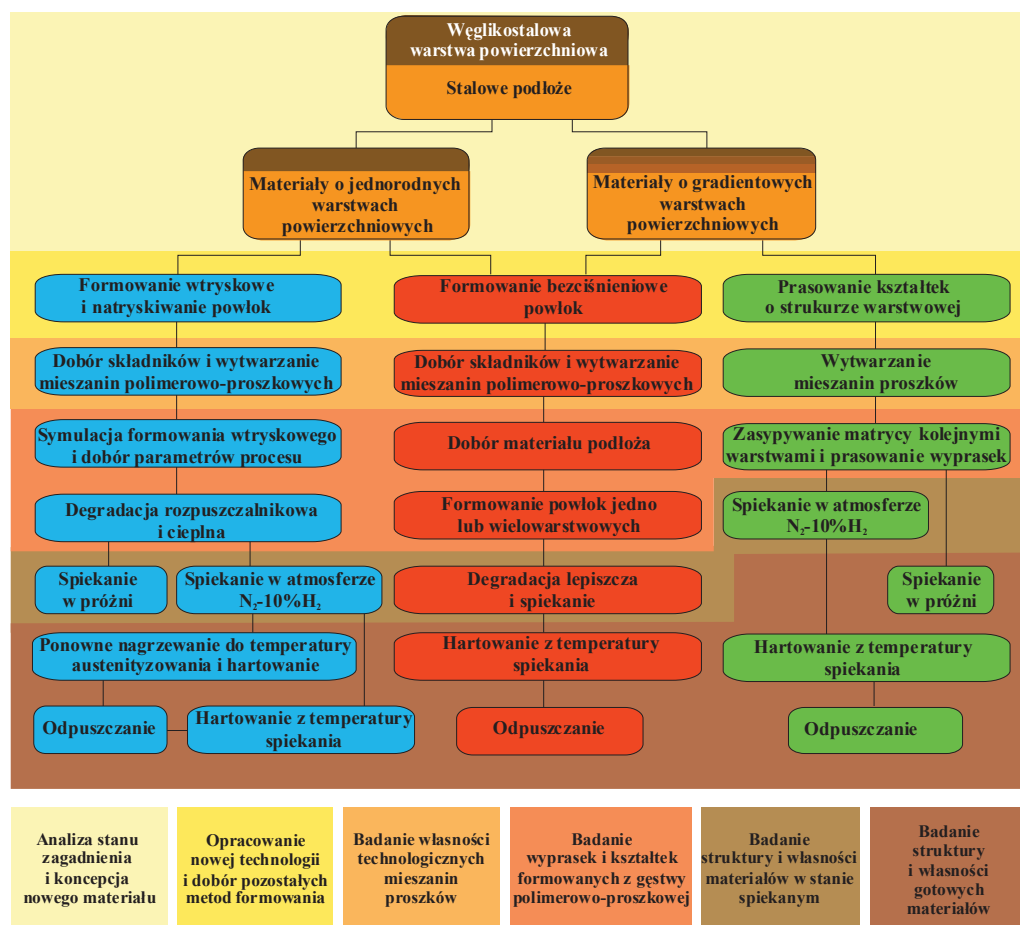 Węglikostalowa
warstwa powierzchniowa
Stalowe podłoże
Materiały o jednorodnych
warstwach
powierzchniowych
Materiały o gradientowych
warstwach
powierzchniowych
Formowanie wtryskowe
i natryskiwanie powłok
Formowanie bezciśnieniowe
powłok
Prasowanie kształtek
o strukurze warstwowej
Dobór składników i wytwarzanie
mieszanin polimerowo-proszkowych
Dobór składników i wytwarzanie
mieszanin polimerowo-proszkowych
Wytwarzanie
mieszanin proszków
Symulacja formowania wtryskowego
i dobór parametrów procesu
Dobór materiału podłoża
Zasypywanie matrycy kolejnymi
warstwami i prasowanie wyprasek
Degradacja rozpuszczalnikowa
i cieplna
Formowanie powłok jedno
lub wielowarstwowych
Spiekanie w atmosferze
N₂-10%H₂
Spiekanie
w próżni
Spiekanie w atmosferze
N₂-10%H₂
Degradacja lepiszcza
i spiekanie
Spiekanie
w próżni
Ponowne nagrzewanie do temperatury
austenityzowania i hartowanie
Hartowanie z temperatury
spiekania
Hartowanie z temperatury
spiekania
Odpuszczanie
Hartowanie z temperatury
spiekania
Odpuszczanie
Odpuszczanie
Analiza stanu
zagadnienia
i koncepcja
nowego materiału
Opracowanie
nowej technologii
i dobór pozostałych
metod formowania
Badanie własności
technologicznych
mieszanin
proszków
Badanie
wyprasek i kształtek
formowanych z gęstwy
polimerowo-proszkowej
Badanie
struktury i własności
materiałów w stanie
spiekanym
Badanie
struktury
i własności
gotowych
materiałów